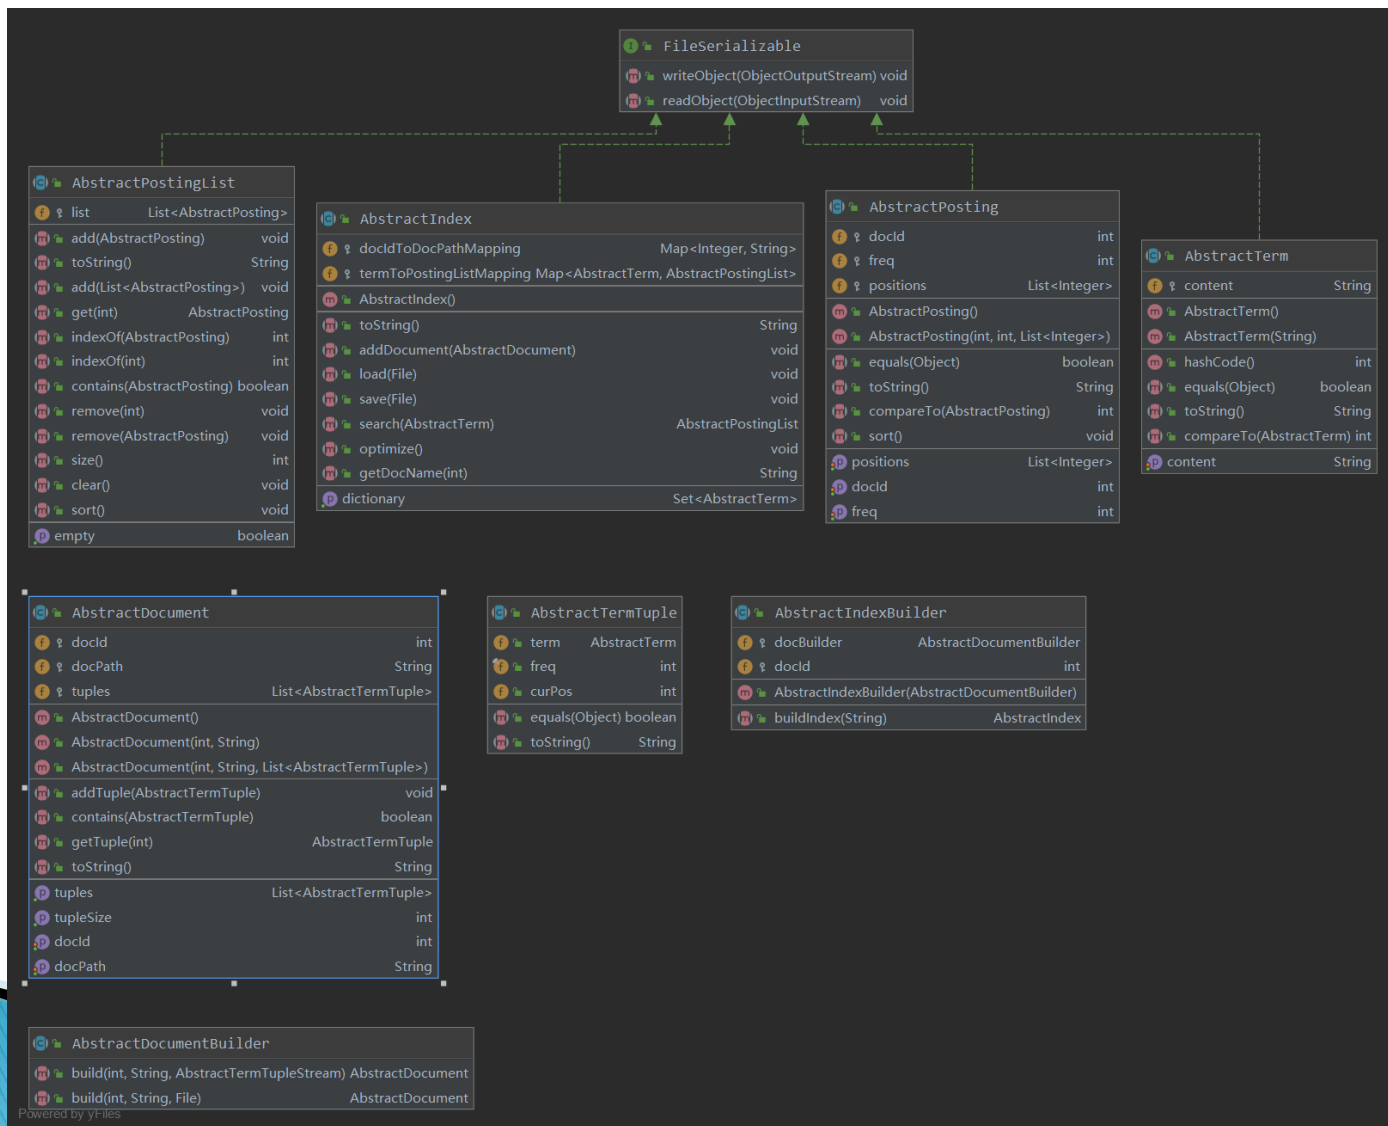 FileSerializable
writeObject(ObjectOutputStream) void
readObject(ObjectInputStream) void
AbstractPostingList
list List<AbstractPosting>
add(AbstractPosting) void
toString() String
add(List<AbstractPosting>) void
get(int) AbstractPosting
indexOf(AbstractPosting) int
indexOf(int) int
contains(AbstractPosting) boolean
remove(int) void
remove(AbstractPosting) void
size() int
clear() void
sort() void
empty boolean
AbstractIndex
docIdToDocPathMapping Map<Integer, String>
termToPostingListMapping Map<AbstractTerm, AbstractPostingList>
AbstractIndex()
toString() String
addDocument(AbstractDocument) void
load(File) void
save(File) void
search(AbstractTerm) AbstractPostingList
optimize() void
getDocName(int) String
dictionary Set<AbstractTerm>
AbstractPosting
docId int
freq int
positions List<Integer>
AbstractPosting()
AbstractPosting(int, int, List<Integer>)
equals(Object) boolean
toString() String
compareTo(AbstractPosting) int
sort() void
positions List<Integer>
docId int
freq int
AbstractTerm
content String
AbstractTerm()
AbstractTerm(String)
hashCode() int
equals(Object) boolean
toString() String
compareTo(AbstractTerm) int
content String
AbstractDocument
docId int
docPath String
tuples List<AbstractTermTuple>
AbstractDocument()
AbstractDocument(int, String)
AbstractDocument(int, String, List<AbstractTermTuple>)
addTuple(AbstractTermTuple) void
contains(AbstractTermTuple) boolean
getTuple(int) AbstractTermTuple
toString() String
tuples List<AbstractTermTuple>
tupleSize int
docId int
docPath String
AbstractTermTuple
term AbstractTerm
freq int
curPos int
equals(Object) boolean
toString() String
AbstractIndexBuilder
docBuilder AbstractDocumentBuilder
docId int
AbstractIndexBuilder(AbstractDocumentBuilder)
buildIndex(String) AbstractIndex
AbstractDocumentBuilder
build(int, String, AbstractTermTupleStream) AbstractDocument
build(int, String, File) AbstractDocument
Powered by yFiles